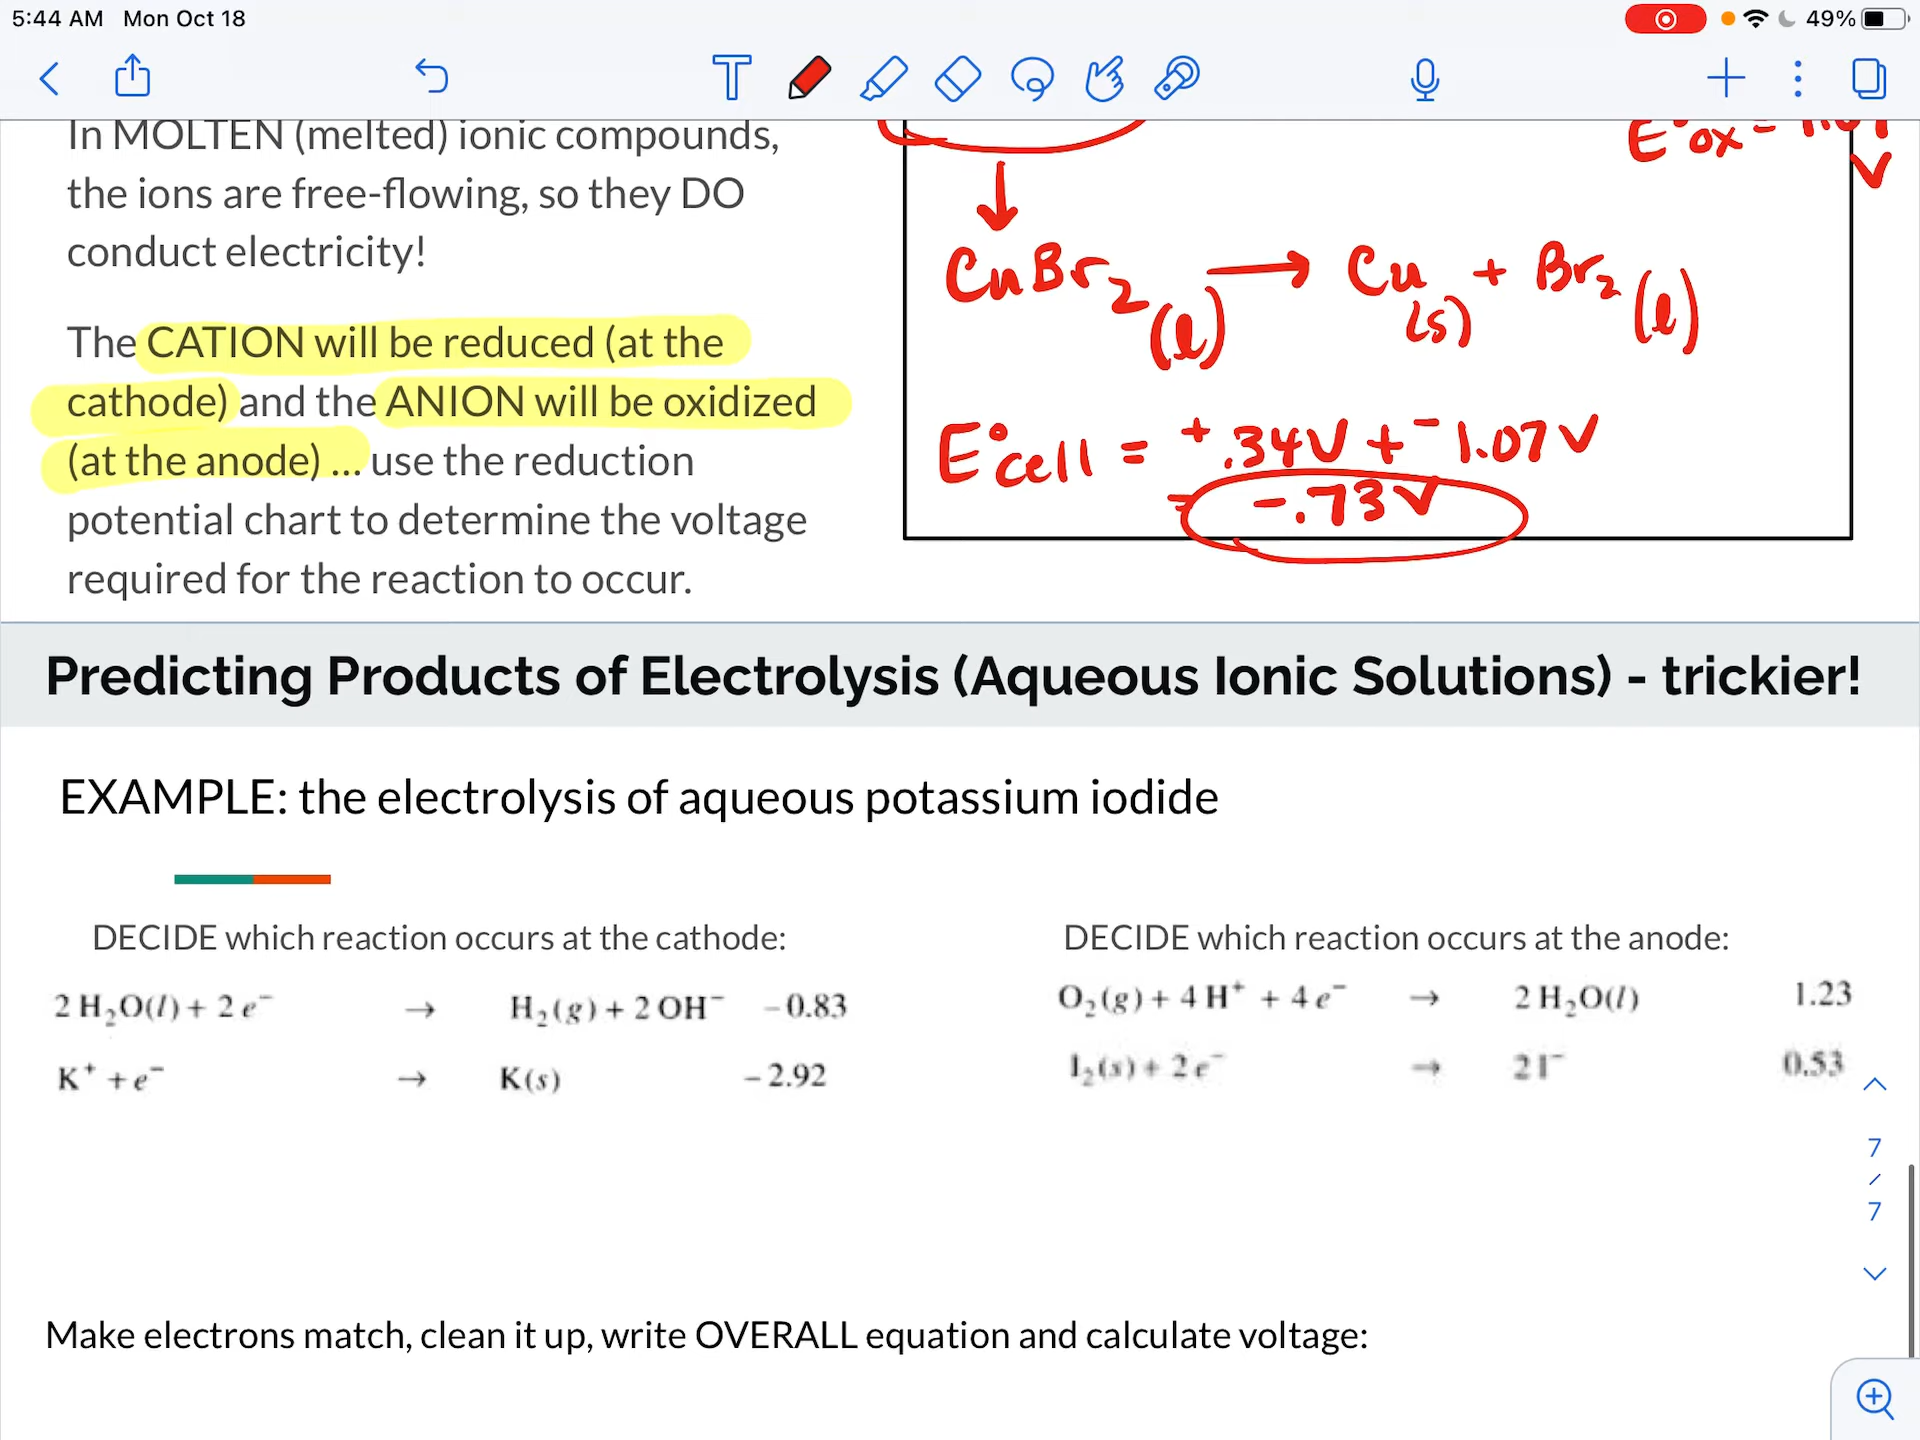 5:44 AM Mon Oct 18
49%
In MOLTEN (melted) ionic compounds,
the ions are free-flowing, so they DO
conduct electricity!
The CATION will be reduced (at the
cathode) and the ANION will be oxidized
(at the anode) ... use the reduction
potential chart to determine the voltage
required for the reaction to occur.
E°ox =
V
CuBr₂(l) → Cu(s) + Br₂(l)
E°cell = +.34V + -1.07V
= -.73V
Predicting Products of Electrolysis (Aqueous Ionic Solutions) - trickier!
EXAMPLE: the electrolysis of aqueous potassium iodide
DECIDE which reaction occurs at the cathode:
2 H₂O(l) + 2 e⁻ → H₂(g) + 2 OH⁻ -0.83
K⁺ + e⁻ → K(s) -2.92
DECIDE which reaction occurs at the anode:
O₂(g) + 4 H⁺ + 4 e⁻ → 2 H₂O(l) 1.23
I₂(s) + 2 e⁻ → 2 I⁻ 0.53
7
/
7
Make electrons match, clean it up, write OVERALL equation and calculate voltage: